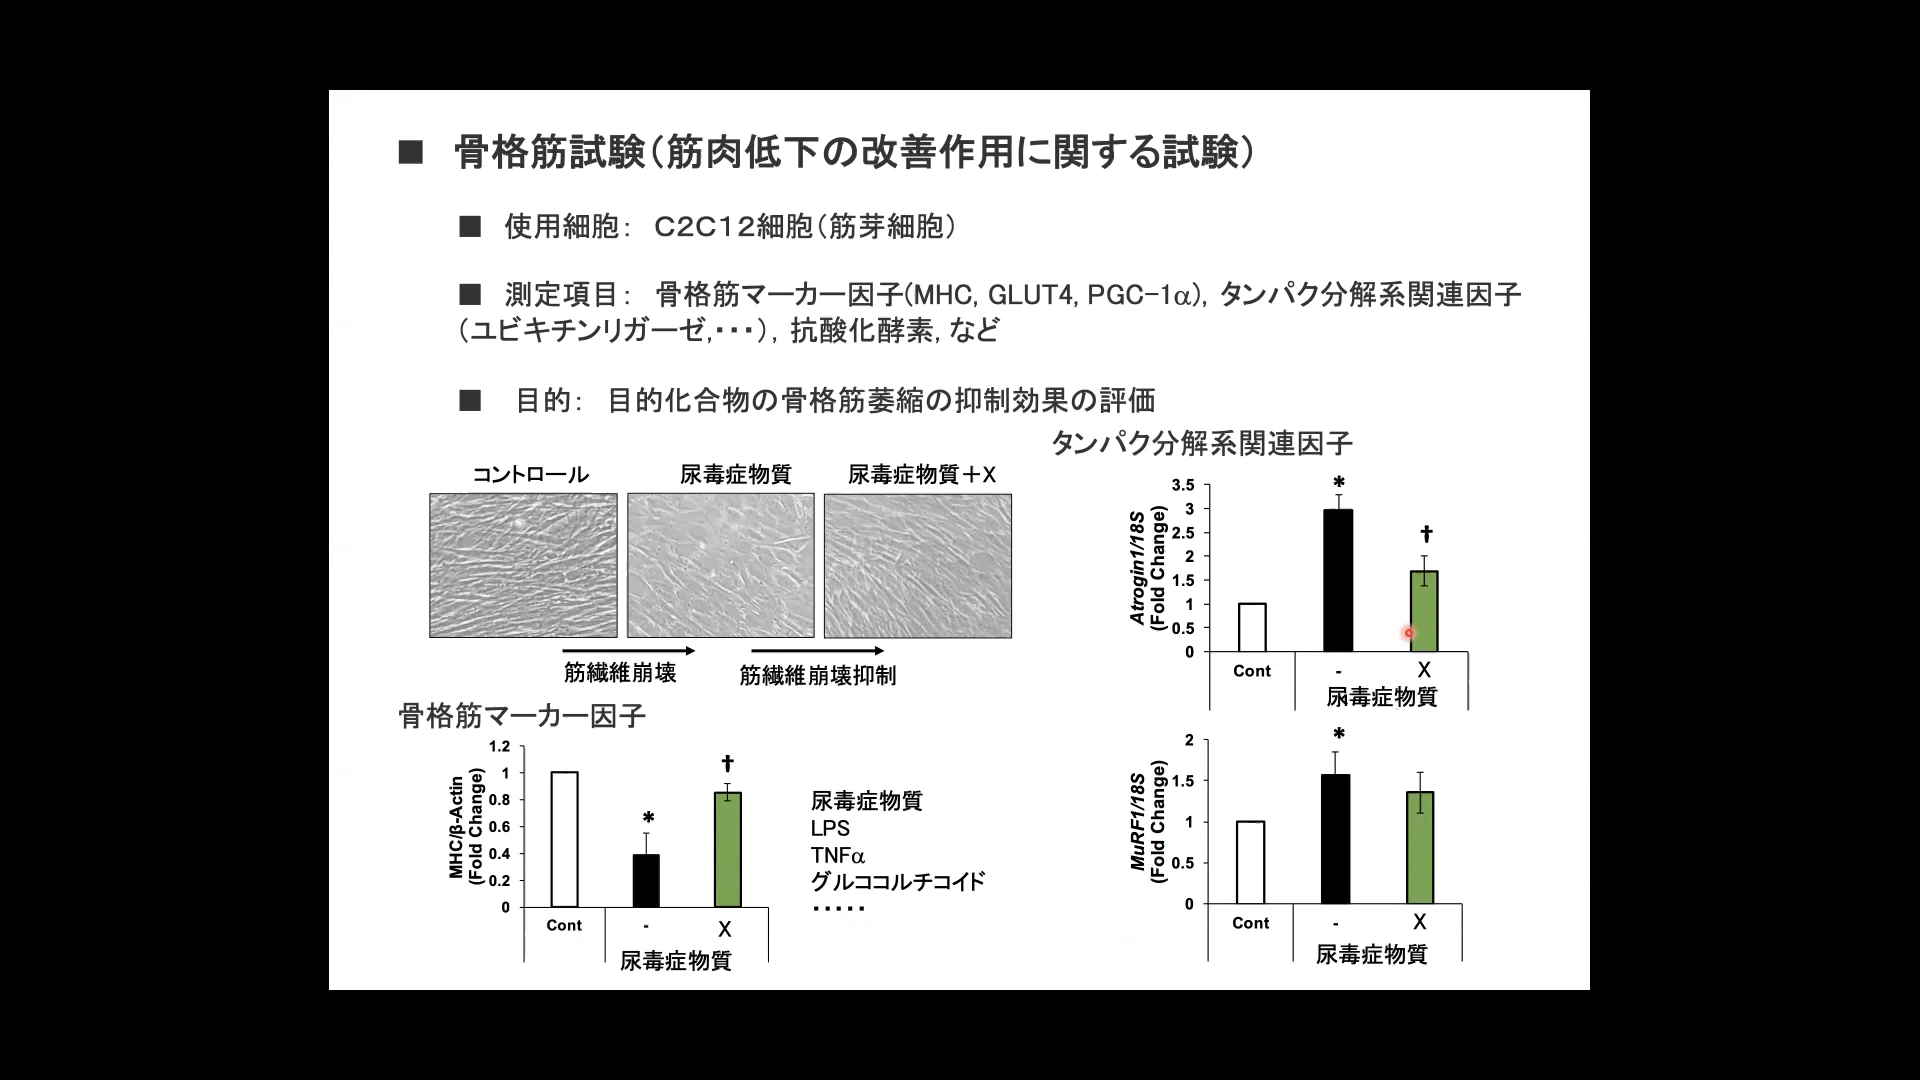 ■ 骨格筋試験(筋肉低下の改善作用に関する試験)
■ 使用細胞: C2C12細胞(筋芽細胞)
■ 測定項目: 骨格筋マーカー因子(MHC, GLUT4, PGC-1α), タンパク分解系関連因子
(ユビキチンリガーゼ,・・・), 抗酸化酵素, など
■ 目的: 目的化合物の骨格筋萎縮の抑制効果の評価
コントロール
尿毒症物質
尿毒症物質+X
筋繊維崩壊
筋繊維崩壊抑制
タンパク分解系関連因子
Atrogin1/18S
(Fold Change)
3.5
3
2.5
2
1.5
1
0.5
0
*
†
Cont
-
X
尿毒症物質
骨格筋マーカー因子
MHC/β-Actin
(Fold Change)
1.2
1
0.8
0.6
0.4
0.2
0
*
†
Cont
-
X
尿毒症物質
尿毒症物質
LPS
TNFα
グルココルチコイド
・・・・・
MuRF1/18S
(Fold Change)
2
1.5
1
0.5
0
*
Cont
-
X
尿毒症物質